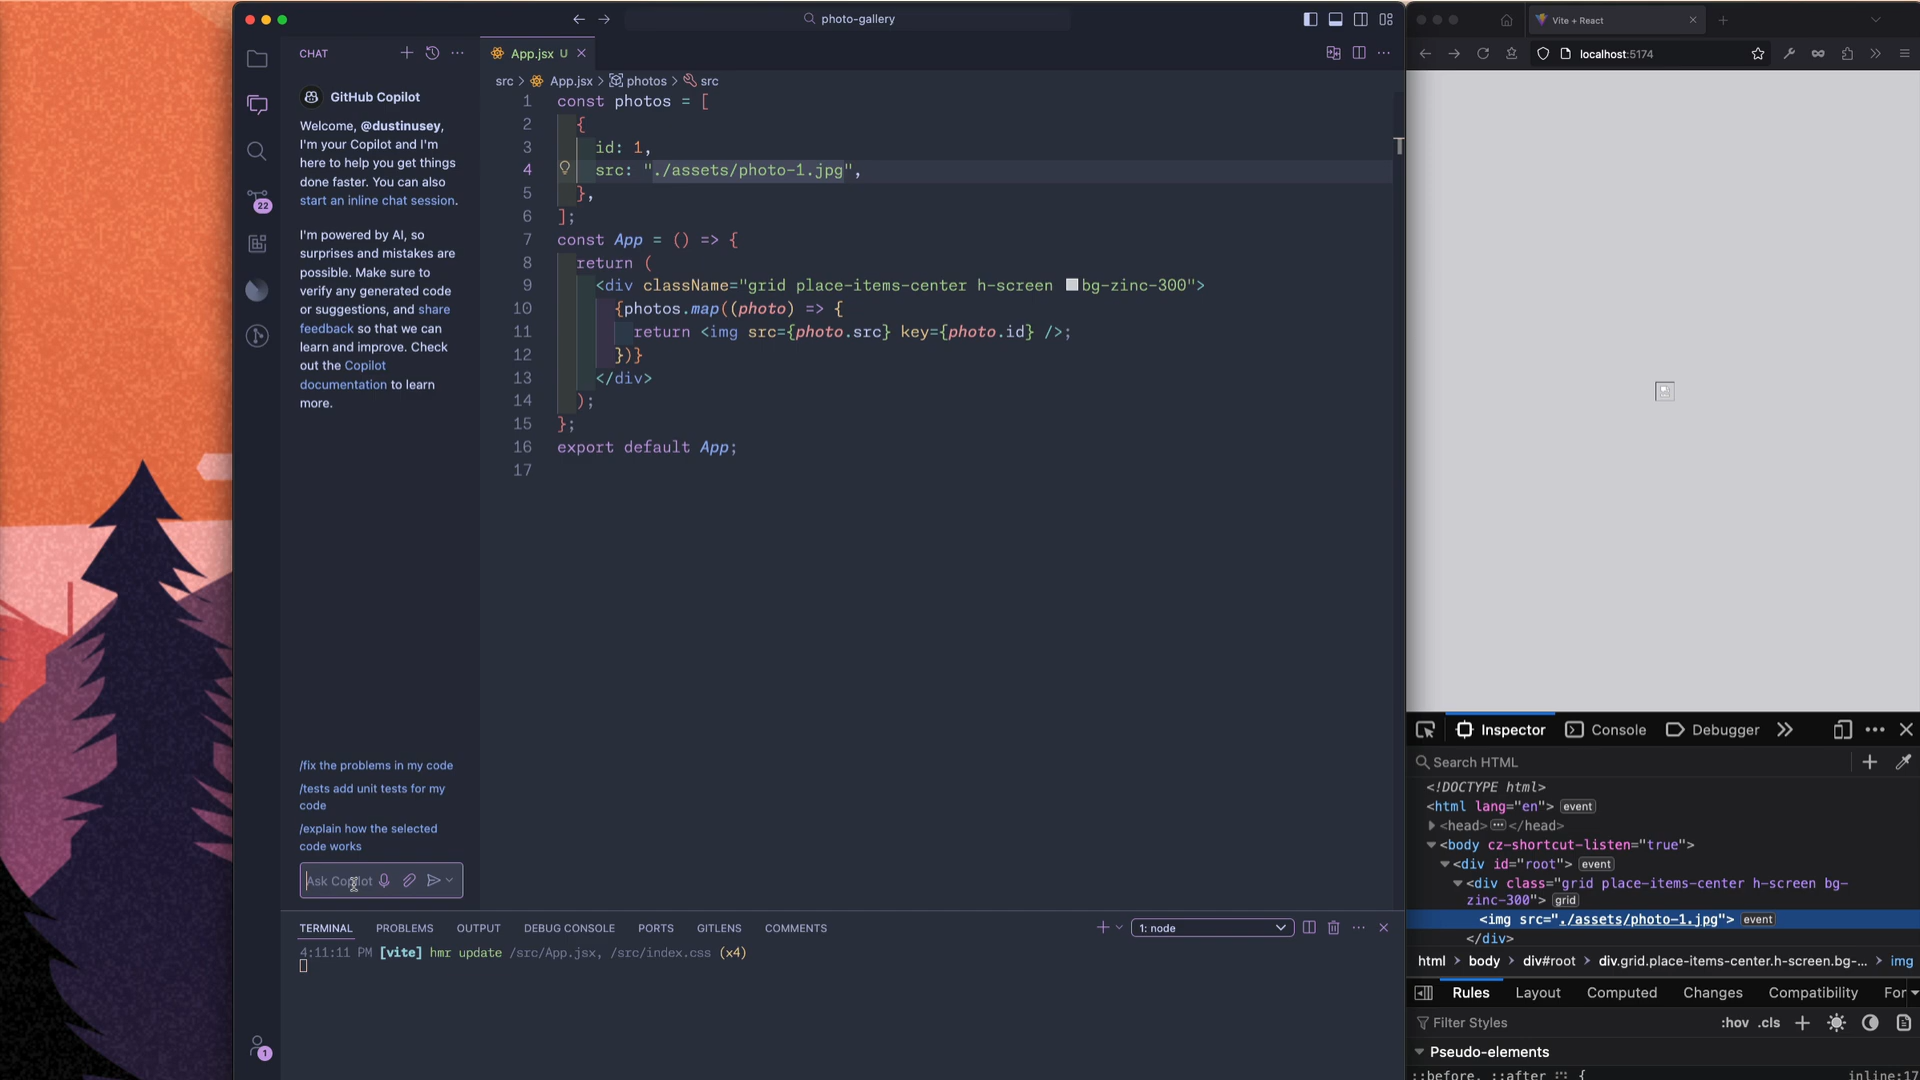 photo-gallery
CHAT
GitHub Copilot
Welcome, @dustinusey,
I'm your Copilot and I'm
here to help you get things
done faster. You can also
start an inline chat session.
I'm powered by AI, so
surprises and mistakes are
possible. Make sure to
verify any generated code
or suggestions, and share
feedback so that we can
learn and improve. Check
out the Copilot
documentation to learn
more.
/fix the problems in my code
/tests add unit tests for my
code
/explain how the selected
code works
Ask Copilot
22
1
App.jsx U
src > App.jsx > photos > src
1 const photos = [
2 {
3 id: 1,
4 src: "./assets/photo-1.jpg",
5 },
6 ];
7 const App = () => {
8 return (
9 <div className="grid place-items-center h-screen bg-zinc-300">
10 {photos.map((photo) => {
11 return <img src={photo.src} key={photo.id} />;
12 })}
13 </div>
14 );
15 };
16 export default App;
17
TERMINAL PROBLEMS OUTPUT DEBUG CONSOLE PORTS GITLENS COMMENTS
1: node
4:11:11 PM [vite] hmr update /src/App.jsx, /src/index.css (x4)
Vite + React
localhost:5174
Inspector Console Debugger
Search HTML
<!DOCTYPE html>
<html lang="en"> event
<head> </head>
<body cz-shortcut-listen="true">
<div id="root"> event
<div class="grid place-items-center h-screen bg-
zinc-300"> grid
<img src="./assets/photo-1.jpg"> event
</div>
html > body > div#root > div.grid.place-items-center.h-screen.bg-... > img
Rules Layout Computed Changes Compatibility For
Filter Styles
:hov .cls
Pseudo-elements
::before, ::after { inline:17